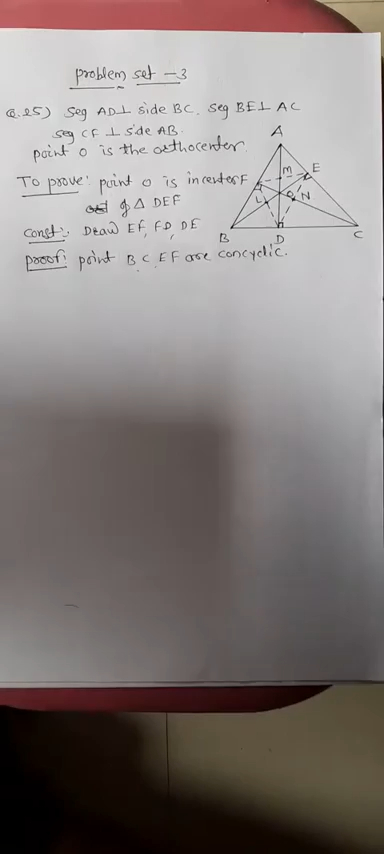 problem set - 3
Q.25) seg AD⊥ side BC, seg BE⊥ AC
seg CF ⊥ side AB.
point O is the orthocenter.
To prove: point O is incenter
of Δ DEF
Const:. Draw EF, FD, DE
proof: point B C EF are concyclic.
A
M E
F
L O N
B D C